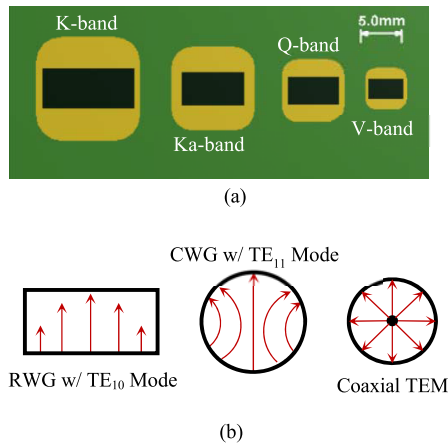 K-band
Ka-band
Q-band
5.0mm
V-band
(a)
CWG w/ TE₁₁ Mode
RWG w/ TE₁₀ Mode
Coaxial TEM
(b)